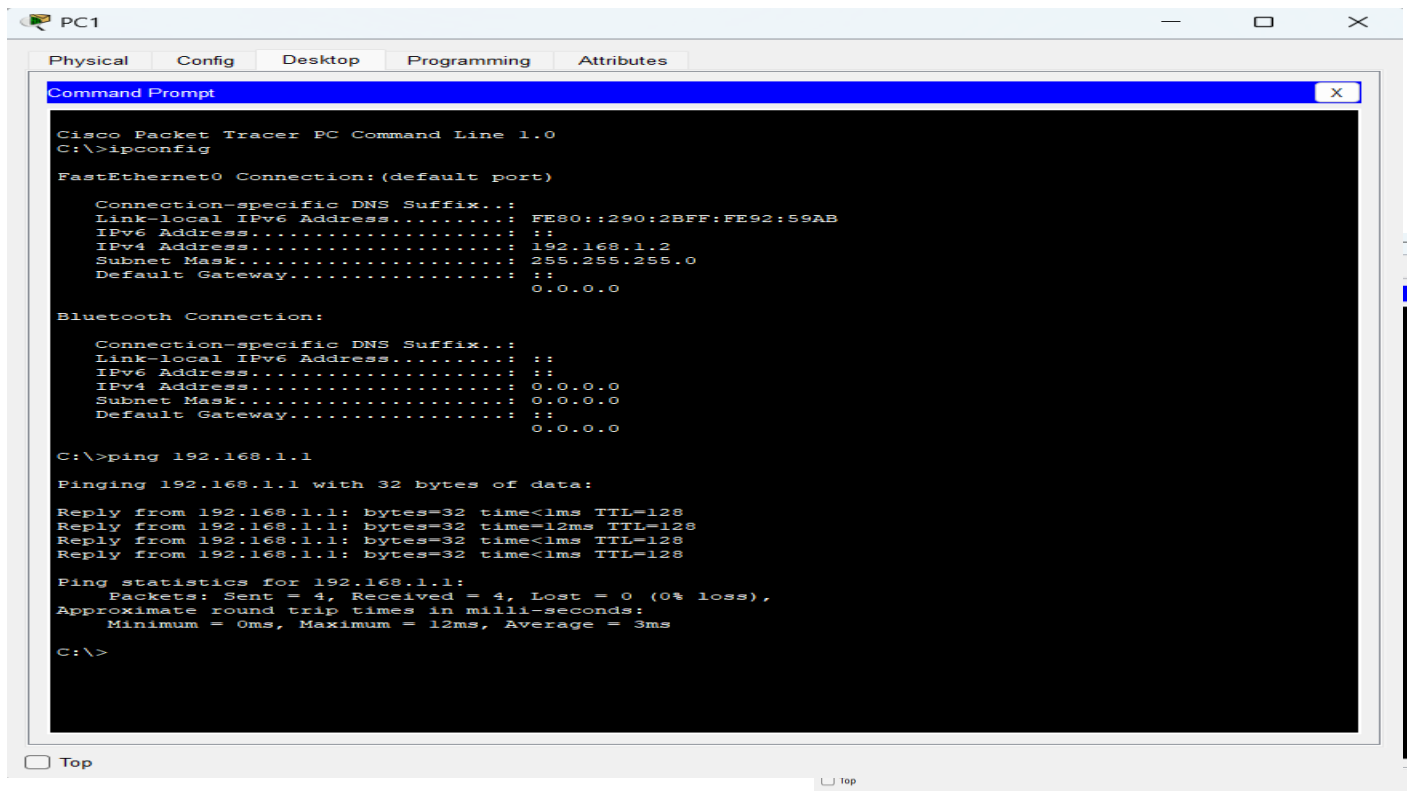 PC1
Physical Config Desktop Programming Attributes
Command Prompt
X
Cisco Packet Tracer PC Command Line 1.0
C:\>ipconfig
FastEthernet0 Connection:(default port)
Connection-specific DNS Suffix..:
Link-local IPv6 Address.........: FE80::290:2BFF:FE92:59AB
IPv6 Address....................: ::
IPv4 Address....................: 192.168.1.2
Subnet Mask.....................: 255.255.255.0
Default Gateway.................: ::
0.0.0.0
Bluetooth Connection:
Connection-specific DNS Suffix..:
Link-local IPv6 Address.........: ::
IPv6 Address....................: ::
IPv4 Address....................: 0.0.0.0
Subnet Mask.....................: 0.0.0.0
Default Gateway.................: ::
0.0.0.0
C:\>ping 192.168.1.1
Pinging 192.168.1.1 with 32 bytes of data:
Reply from 192.168.1.1: bytes=32 time<1ms TTL=128
Reply from 192.168.1.1: bytes=32 time=12ms TTL=128
Reply from 192.168.1.1: bytes=32 time<1ms TTL=128
Reply from 192.168.1.1: bytes=32 time<1ms TTL=128
Ping statistics for 192.168.1.1:
Packets: Sent = 4, Received = 4, Lost = 0 (0% loss),
Approximate round trip times in milli-seconds:
Minimum = 0ms, Maximum = 12ms, Average = 3ms
C:\>
Top
Top